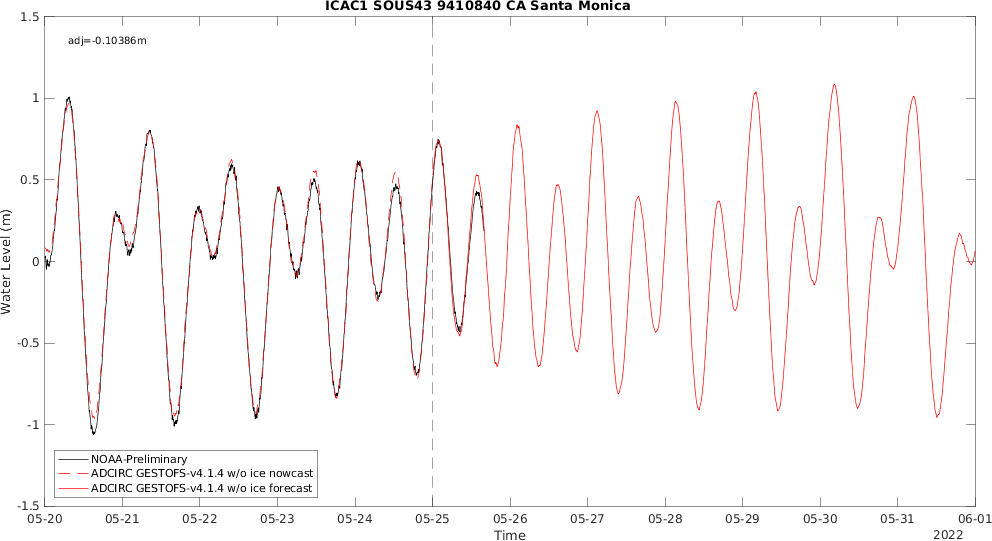 ICAC1 SOUS43 9410840 CA Santa Monica
adj=-0.10386m
1.5
1
0.5
0
-0.5
-1
-1.5
Water Level (m)
NOAA-Preliminary
ADCIRC GESTOFS-v4.1.4 w/o ice nowcast
ADCIRC GESTOFS-v4.1.4 w/o ice forecast
05-20 05-21 05-22 05-23 05-24 05-25 05-26 05-27 05-28 05-29 05-30 05-31 06-01
Time
2022